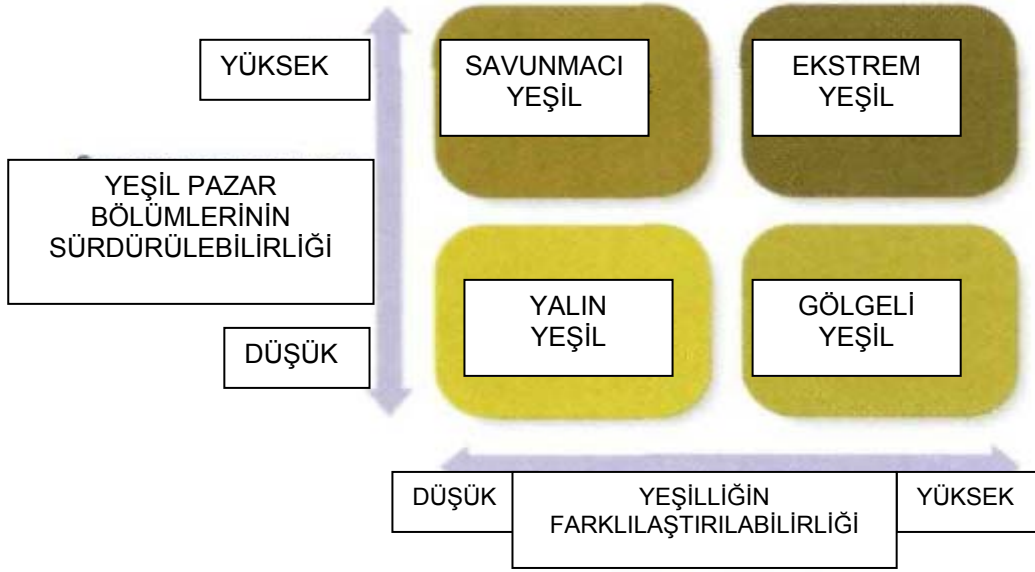 YÜKSEK
SAVUNMACI
YEŞİL
EKSTREM
YEŞİL
YEŞİL PAZAR
BÖLÜMLERİNİN
SÜRDÜRÜLEBİLİRLİĞİ
YALIN
YEŞİL
GÖLGELİ
YEŞİL
DÜŞÜK
DÜŞÜK
YEŞİLLİĞİN
FARKLILAŞTIRILABİLİRLİĞİ
YÜKSEK